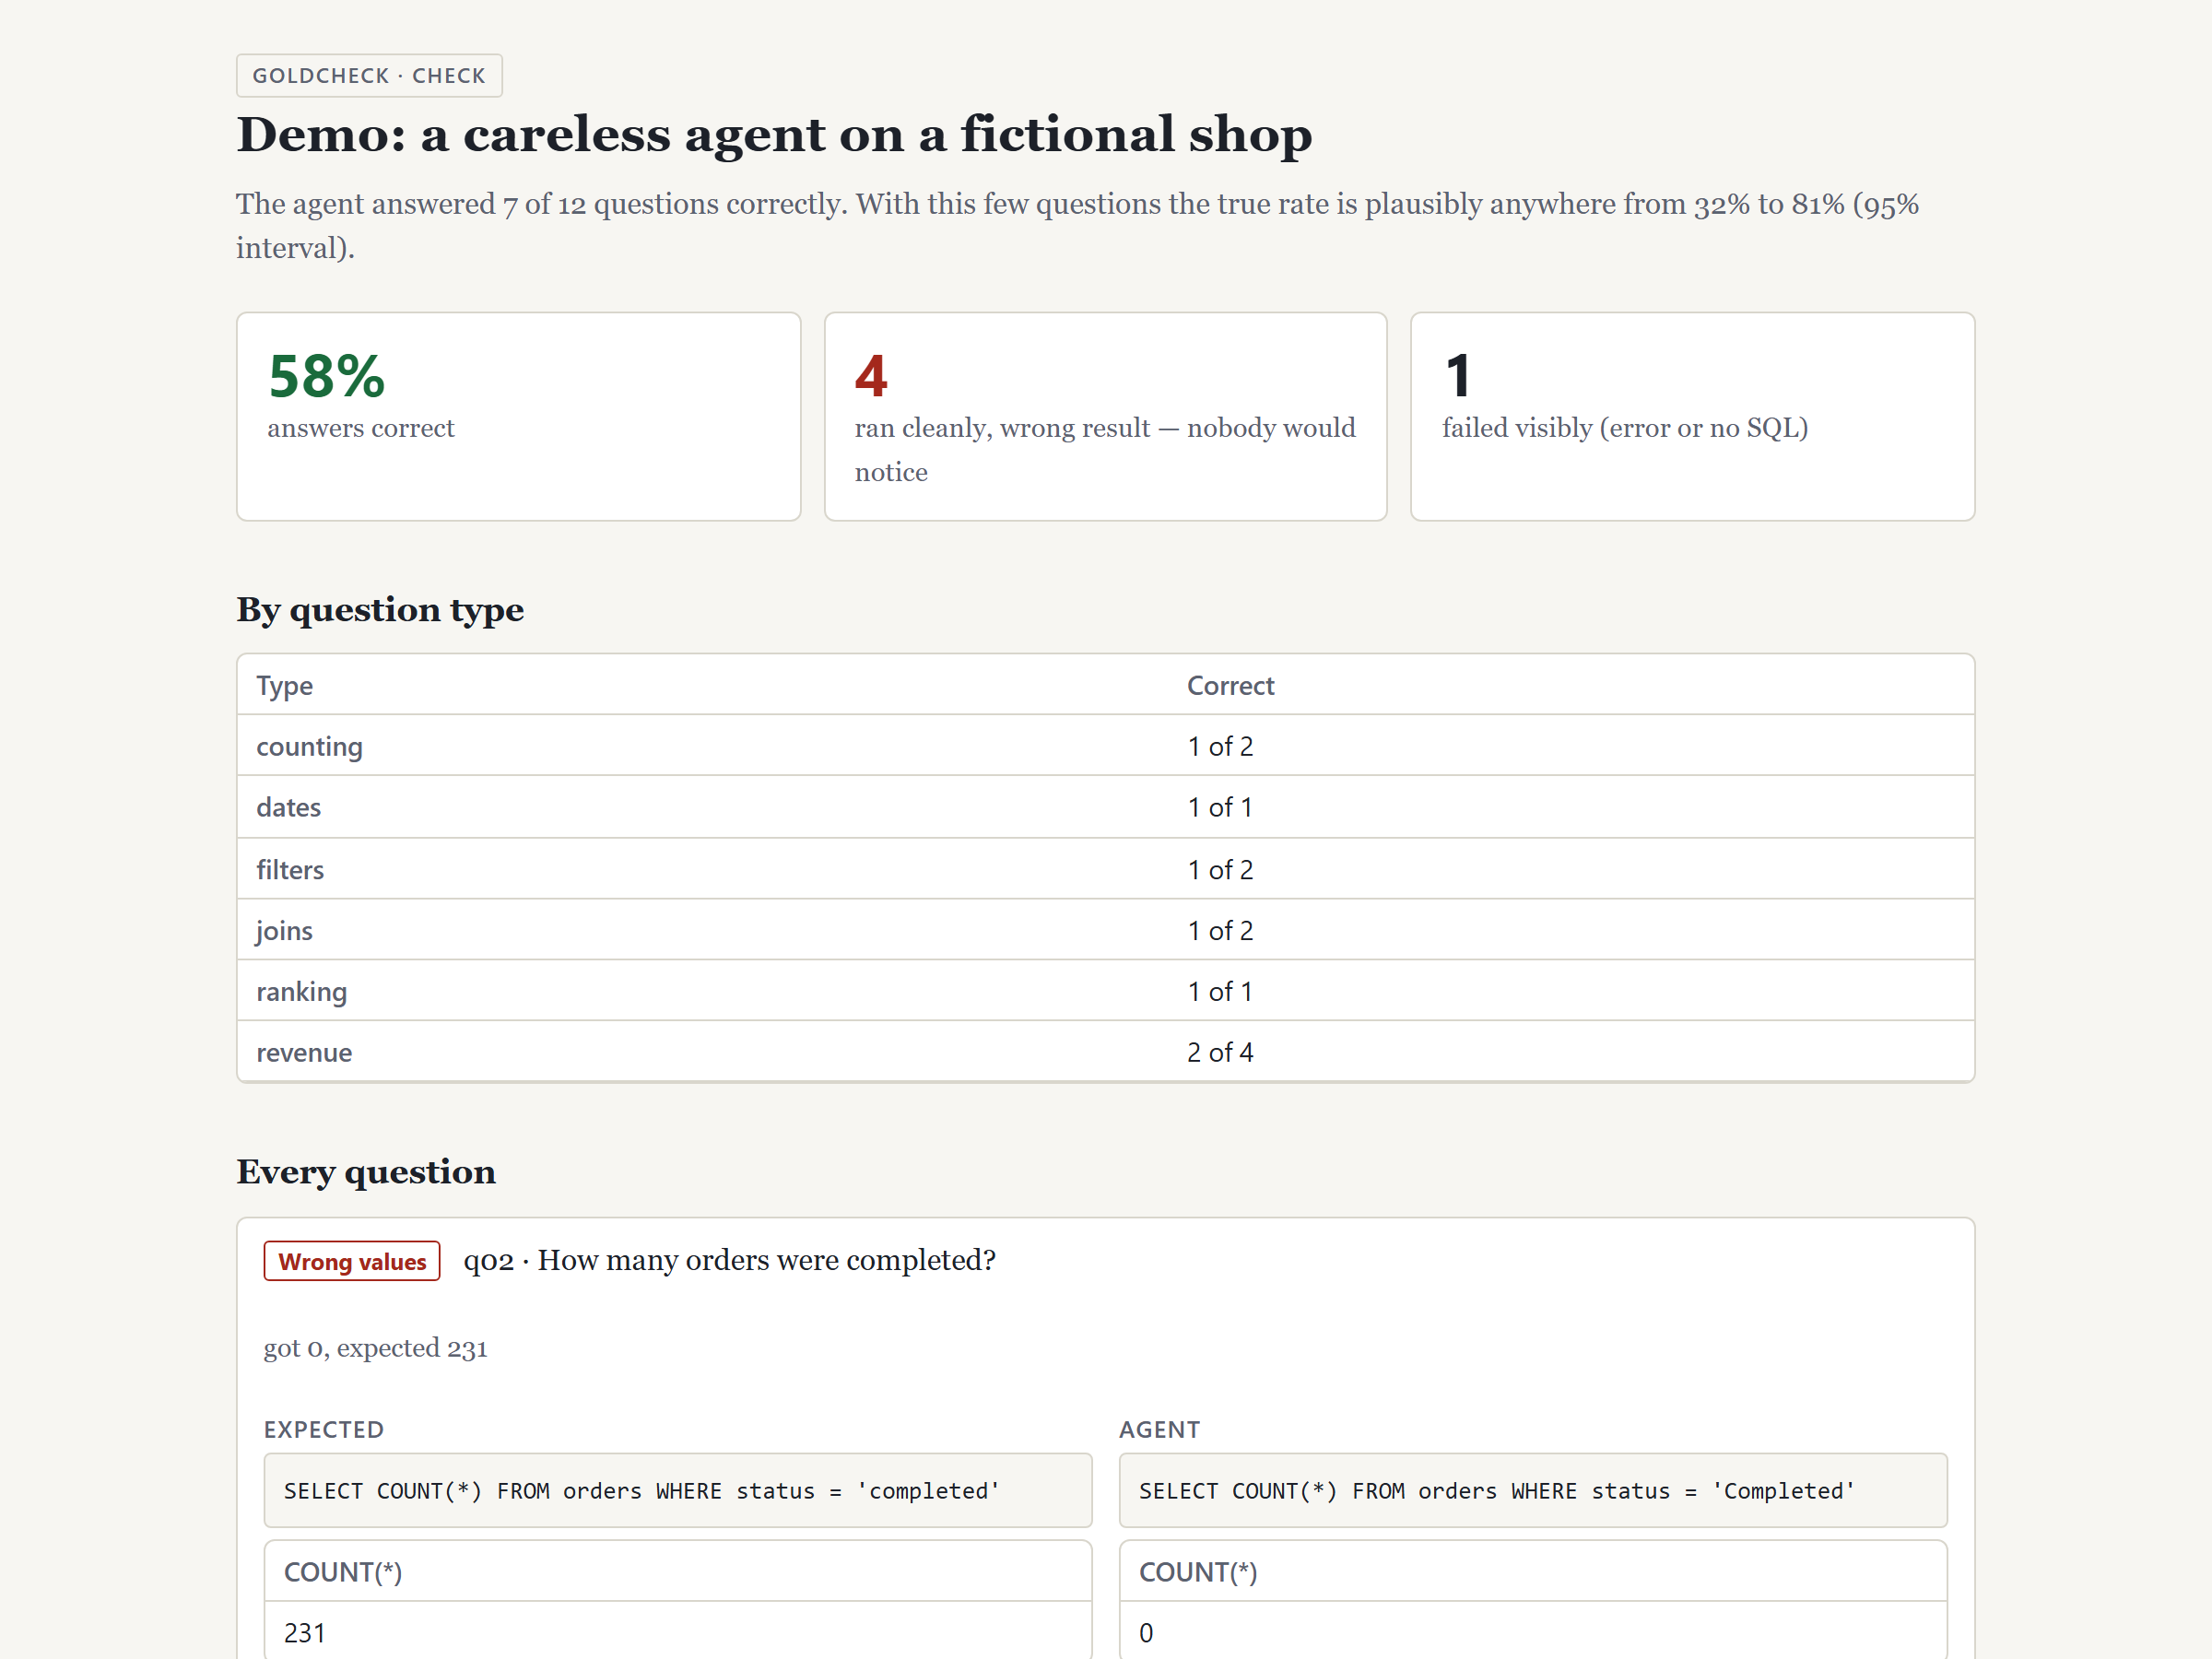 GOLDCHECK · CHECK
Demo: a careless agent on a fictional shop
The agent answered 7 of 12 questions correctly. With this few questions the true rate is plausibly anywhere from 32% to 81% (95%
interval).
58%
answers correct
4
ran cleanly, wrong result — nobody would
notice
1
failed visibly (error or no SQL)
By question type
Type Correct
counting 1 of 2
dates 1 of 1
filters 1 of 2
joins 1 of 2
ranking 1 of 1
revenue 2 of 4
Every question
Wrong values q02 · How many orders were completed?
got 0, expected 231
EXPECTED
SELECT COUNT(*) FROM orders WHERE status = 'completed'
COUNT(*)
231
AGENT
SELECT COUNT(*) FROM orders WHERE status = 'Completed'
COUNT(*)
0